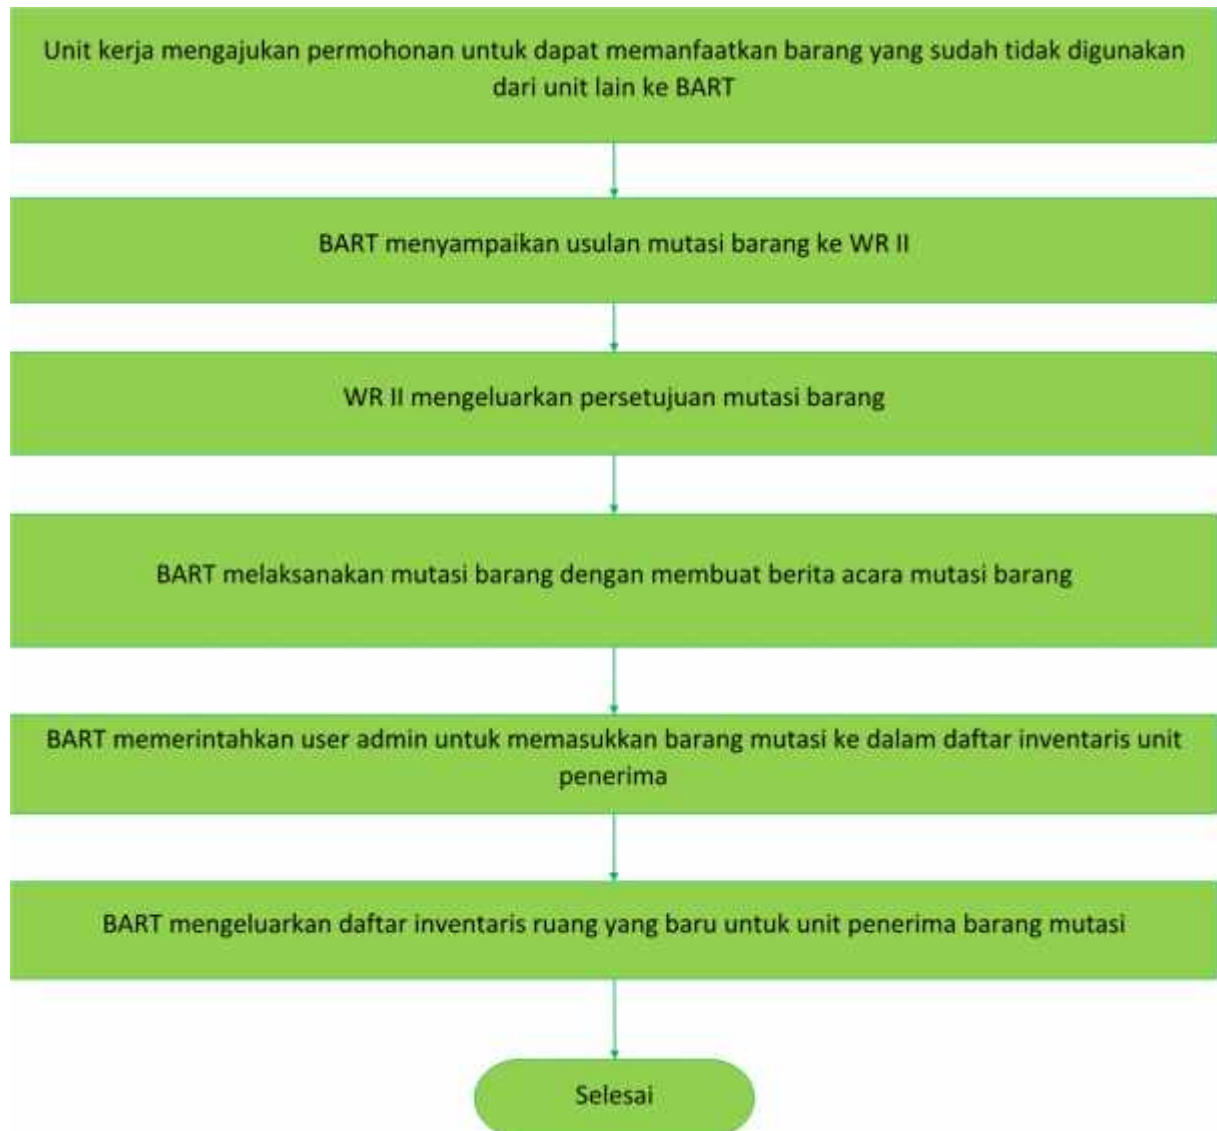 Unit kerja mengajukan permohonan untuk dapat memanfaatkan barang yang sudah tidak digunakan
dari unit lain ke BART
BART menyampaikan usulan mutasi barang ke WR II
WR II mengeluarkan persetujuan mutasi barang
BART melaksanakan mutasi barang dengan membuat berita acara mutasi barang
BART memerintahkan user admin untuk memasukkan barang mutasi ke dalam daftar inventaris unit
penerima
BART mengeluarkan daftar inventaris ruang yang baru untuk unit penerima barang mutasi
Selesai